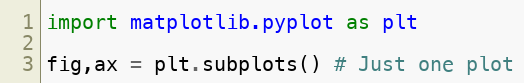 1 import matplotlib.pyplot as plt
2
3 fig,ax = plt.subplots() # Just one plot